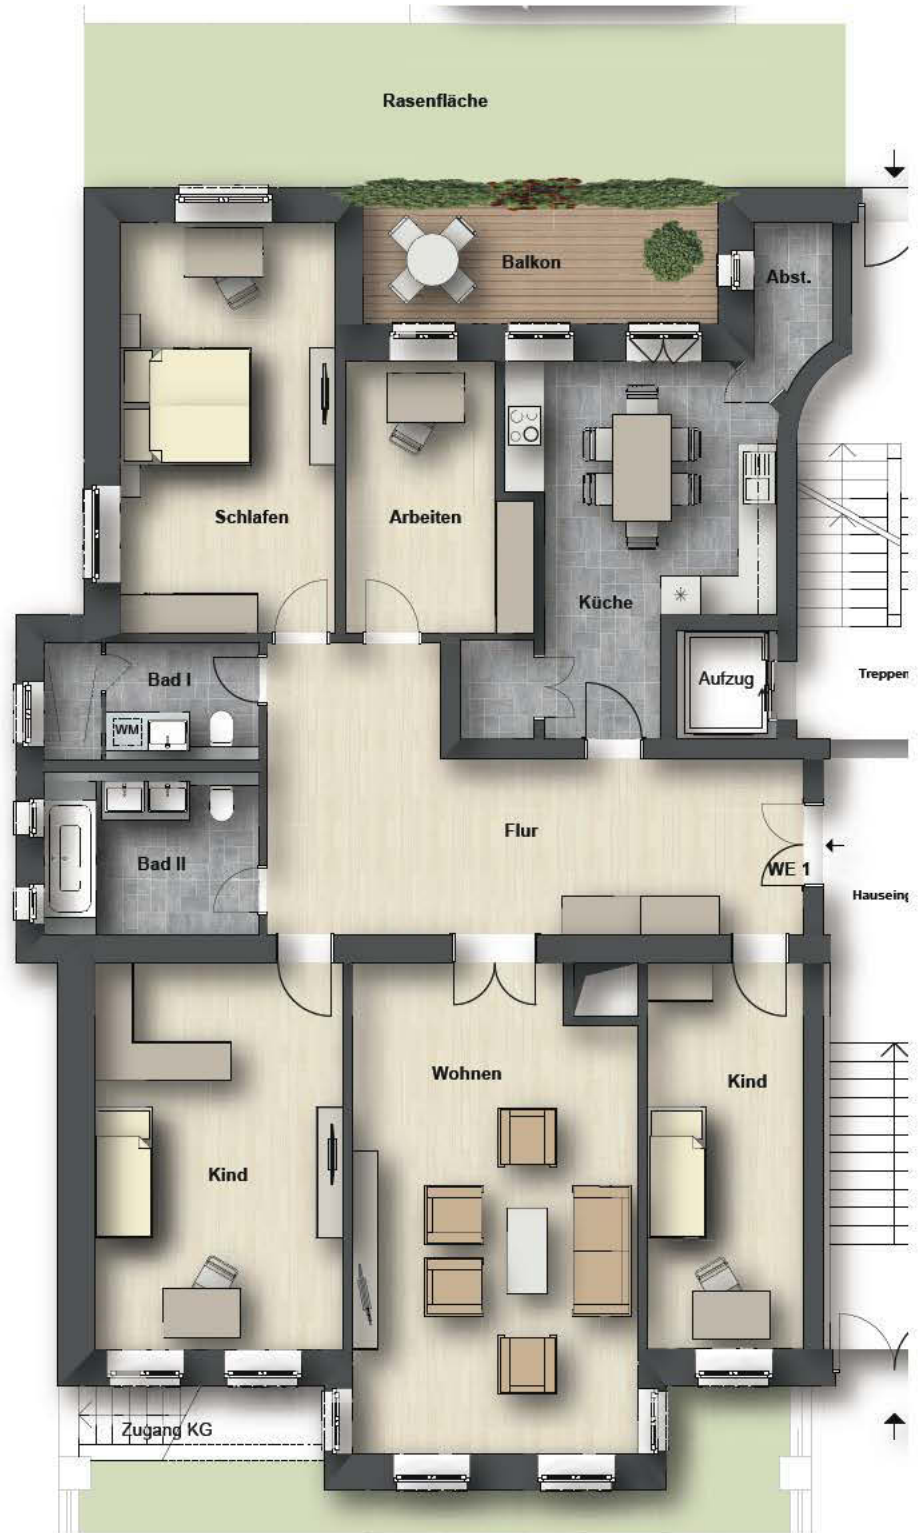 Rasenfläche
Balkon
Abst.
Schlafen
Arbeiten
Küche
Bad I
WM
Aufzug
Treppen
Flur
Bad II
WE 1
Hauseing
Wohnen
Kind
Kind
Zugang KG